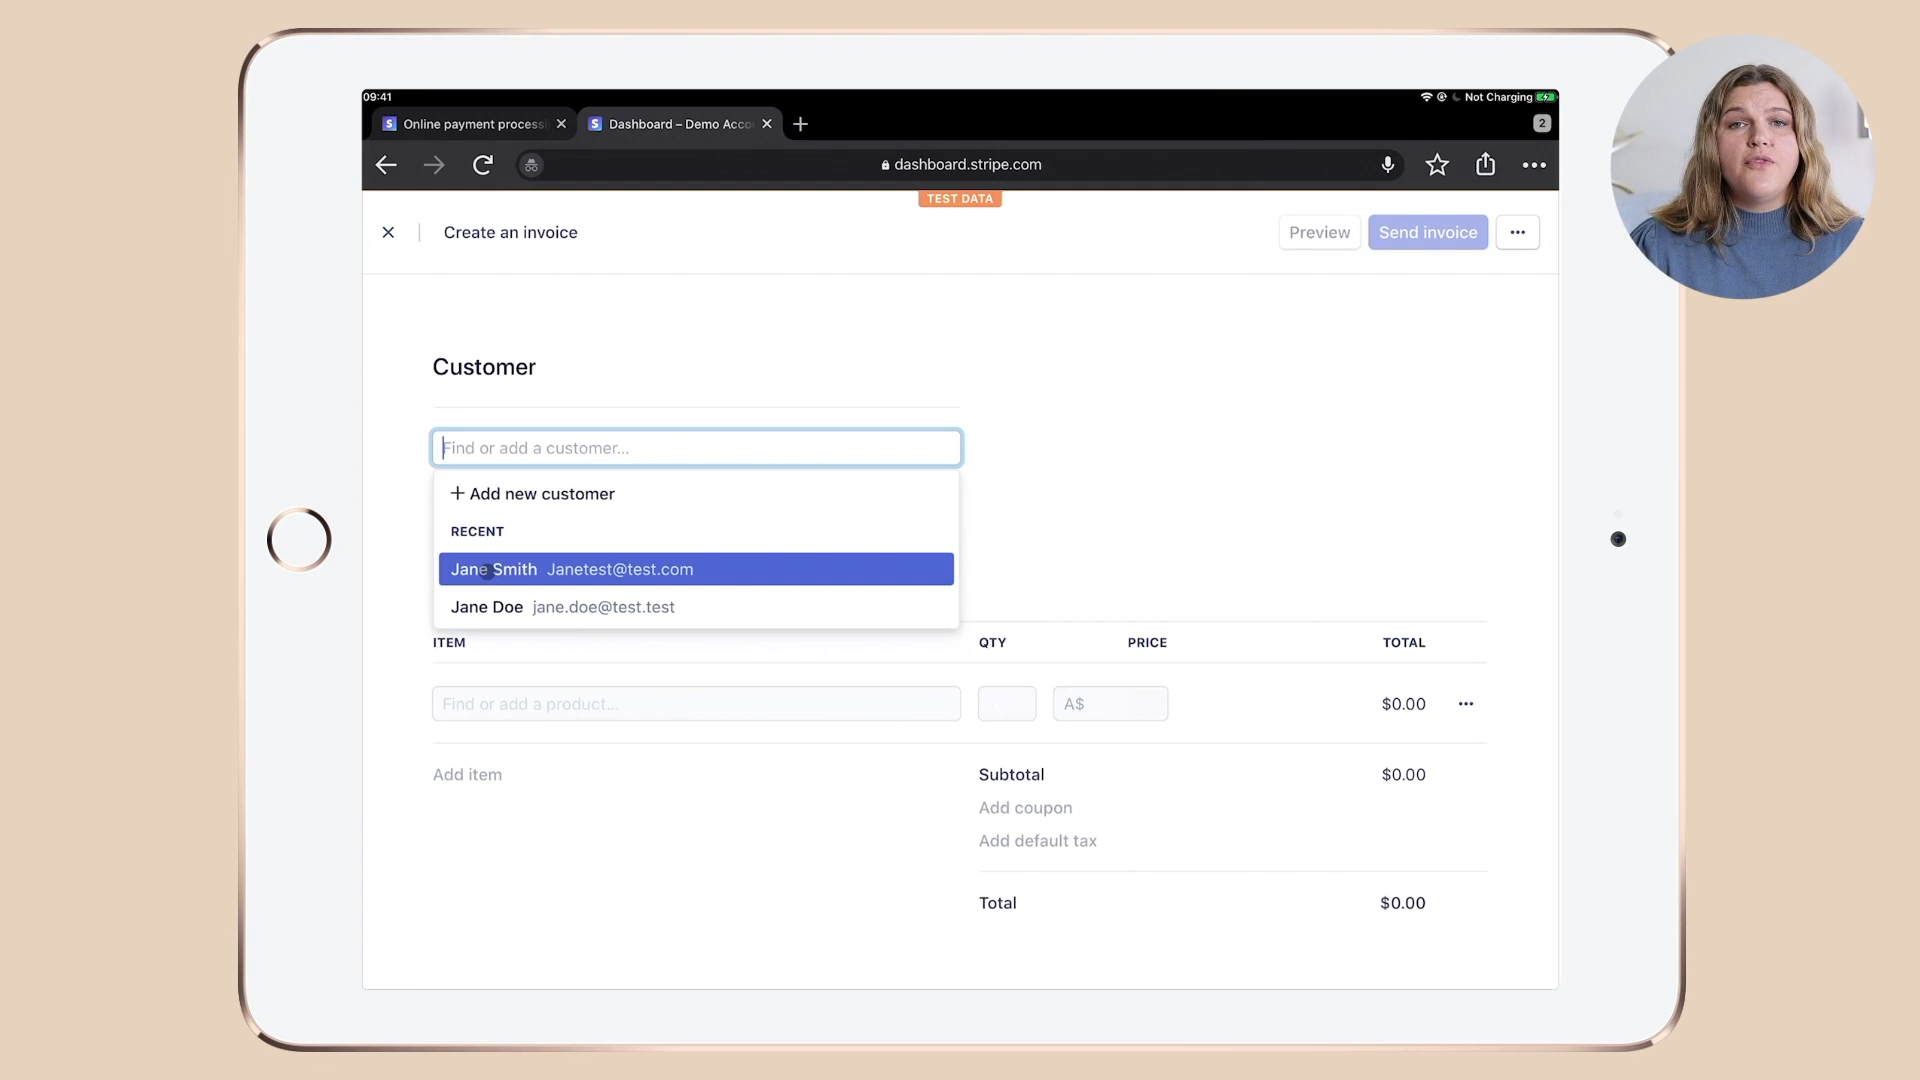 09:41
Not Charging
Online payment process
Dashboard – Demo Acco
2
dashboard.stripe.com
TEST DATA
Create an invoice
Preview
Send invoice
Customer
Find or add a customer...
+ Add new customer
RECENT
Jane Smith Janetest@test.com
Jane Doe jane.doe@test.test
ITEM QTY PRICE TOTAL
Find or add a product... A$ $0.00
Add item
Subtotal $0.00
Add coupon
Add default tax
Total $0.00